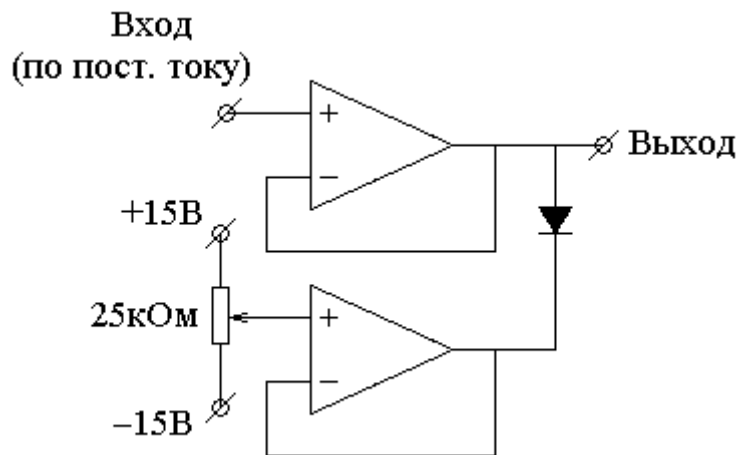 Вход
(по пост. току)
+
−
Выход
+15В
25кОм
+
−
−15В